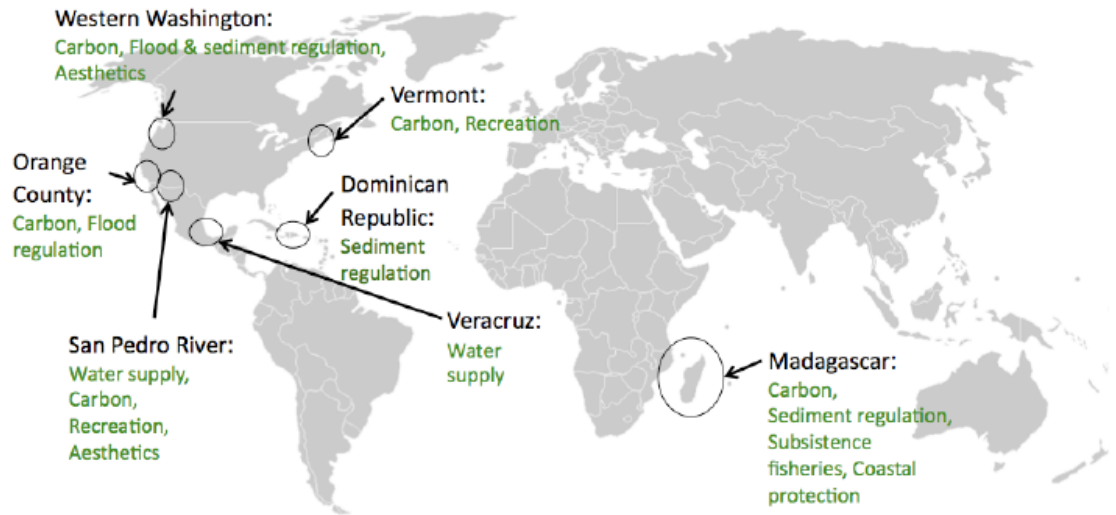 Western Washington:
Carbon, Flood & sediment regulation,
Aesthetics
Vermont:
Carbon, Recreation
Orange
County:
Carbon, Flood
regulation
Dominican
Republic:
Sediment
regulation
San Pedro River:
Water supply,
Carbon,
Recreation,
Aesthetics
Veracruz:
Water
supply
Madagascar:
Carbon,
Sediment regulation,
Subsistence
fisheries, Coastal
protection